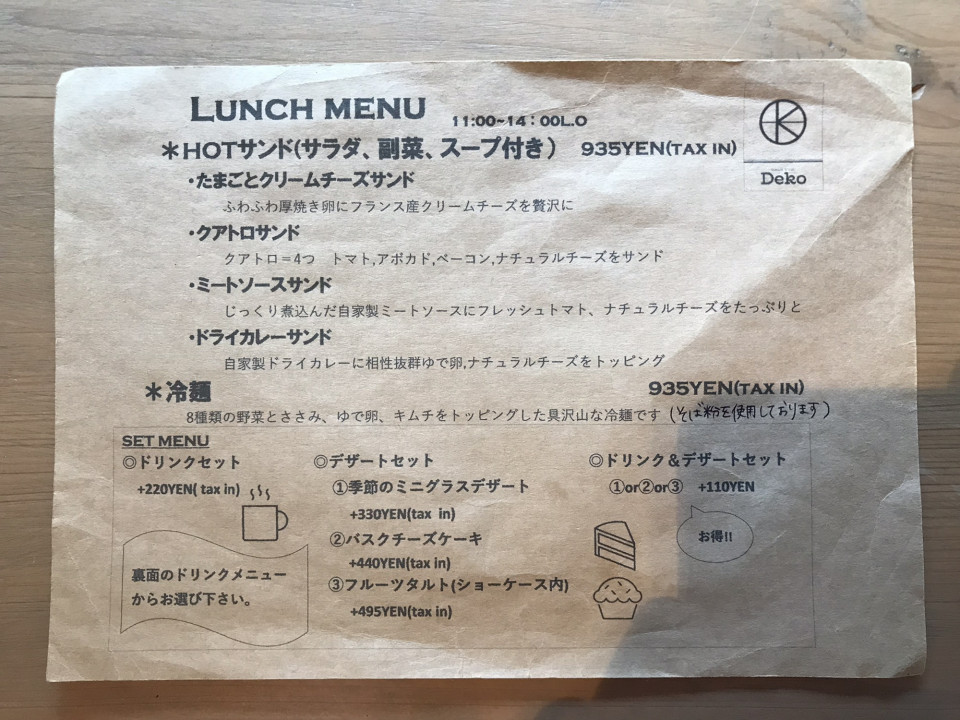 LUNCH MENU 11:00~14:00L.O
Deko
*HOTサンド(サラダ、副菜、スープ付き) 935YEN(TAX IN)
・たまごとクリームチーズサンド
ふわふわ厚焼き卵にフランス産クリームチーズを贅沢に
・クアトロサンド
クアトロ=4つ トマト,アボカド,ベーコン,ナチュラルチーズをサンド
・ミートソースサンド
じっくり煮込んだ自家製ミートソースにフレッシュトマト、ナチュラルチーズをたっぷりと
・ドライカレーサンド
自家製ドライカレーに相性抜群ゆで卵,ナチュラルチーズをトッピング
*冷麺 935YEN(TAX IN)
8種類の野菜とささみ、ゆで卵、キムチをトッピングした具沢山な冷麺です (そば粉を使用しております)
SET MENU
◎ドリンクセット
+220YEN( tax in)
裏面のドリンクメニュー
からお選び下さい。
◎デザートセット
①季節のミニグラスデザート
+330YEN(tax in)
②バスクチーズケーキ
+440YEN(tax in)
③フルーツタルト(ショーケース内)
+495YEN(tax in)
◎ドリンク&デザートセット
①or②or③ +110YEN
お得!!